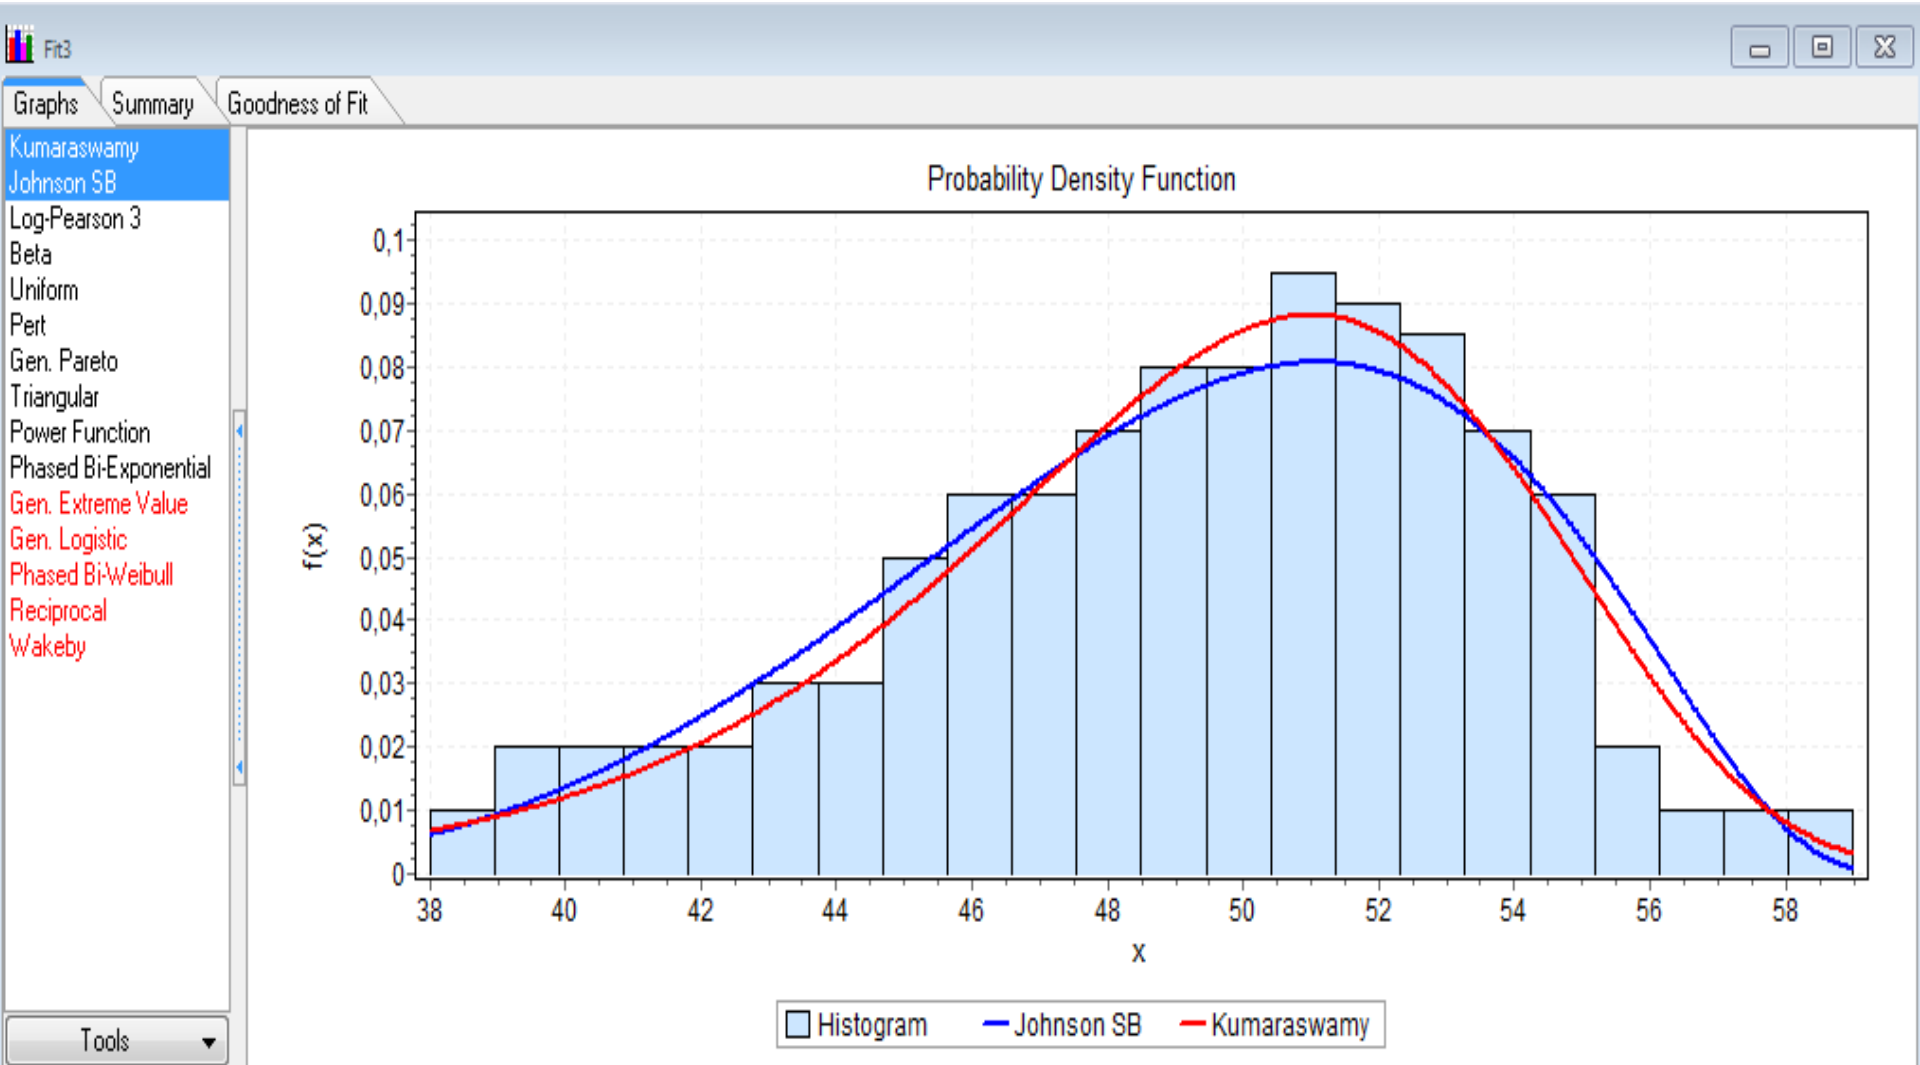 Fit3
Graphs Summary Goodness of Fit
Kumaraswamy
Johnson SB
Log-Pearson 3
Beta
Uniform
Pert
Gen. Pareto
Triangular
Power Function
Phased Bi-Exponential
Gen. Extreme Value
Gen. Logistic
Phased Bi-Weibull
Reciprocal
Wakeby
Tools
Probability Density Function
f(x)
0,1
0,09
0,08
0,07
0,06
0,05
0,04
0,03
0,02
0,01
0
38 40 42 44 46 48 50 52 54 56 58
x
Histogram Johnson SB Kumaraswamy